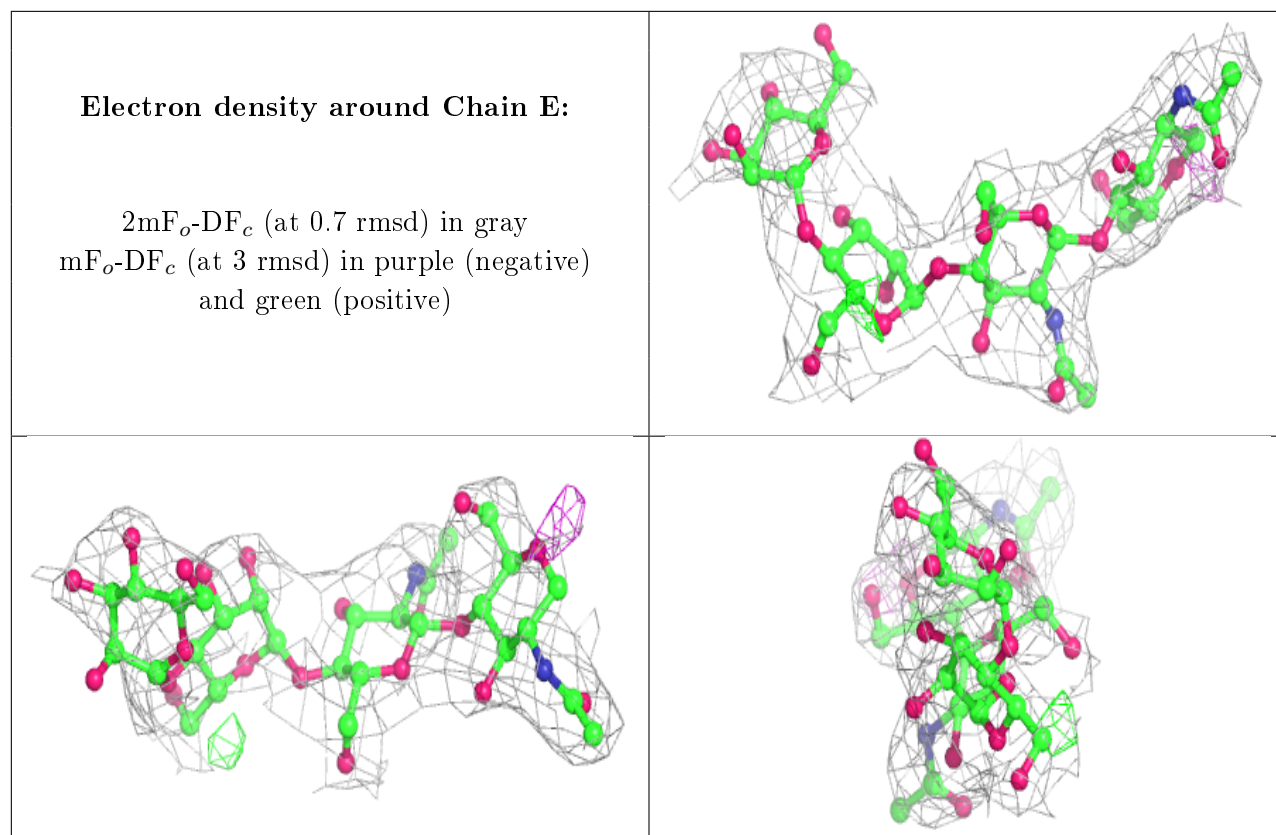 Electron density around Chain E:
2mFo-DFc (at 0.7 rmsd) in gray
mFo-DFc (at 3 rmsd) in purple (negative)
and green (positive)